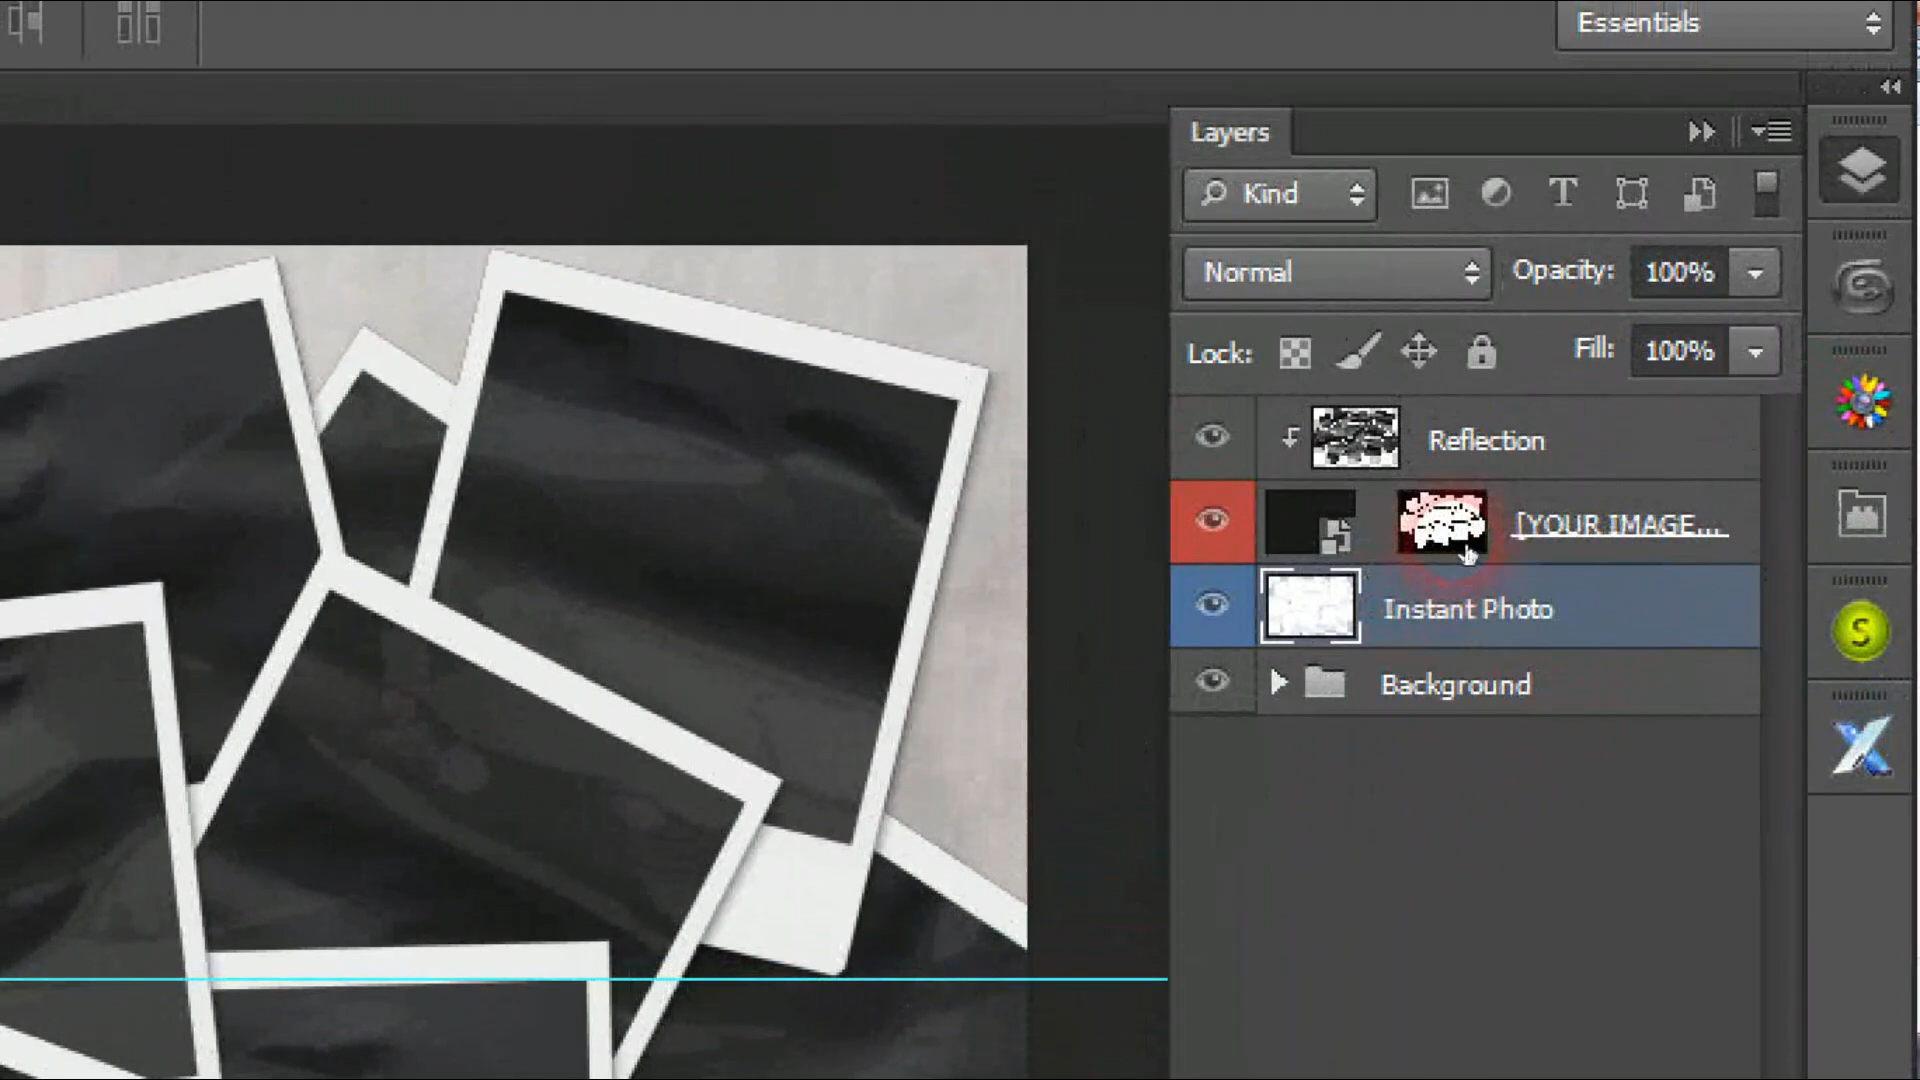 Essentials
Layers
Kind
T
Normal
Opacity: 100%
Lock:
Fill: 100%
Reflection
[YOUR IMAGE...
Instant Photo
S
Background